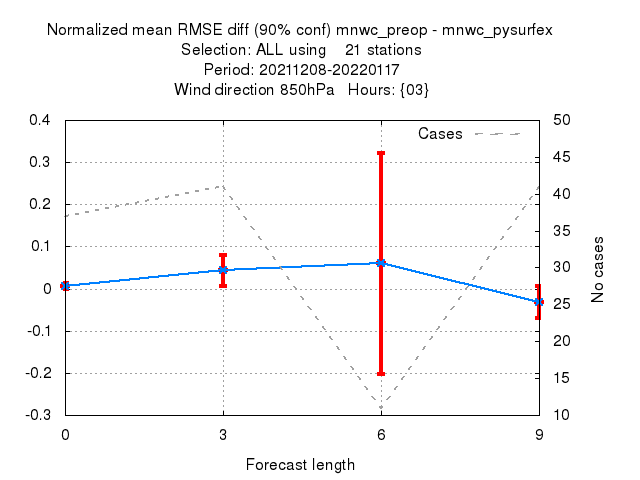 Normalized mean RMSE diff (90% conf) mnwc_preop - mnwc_pysurfex
Selection: ALL using    21 stations
Period: 20211208-20220117
Wind direction 850hPa   Hours: {03}
Cases
0.4
0.3
0.2
0.1
0
-0.1
-0.2
-0.3
50
45
40
35
30
25
20
15
10
No cases
0 3 6 9
Forecast length